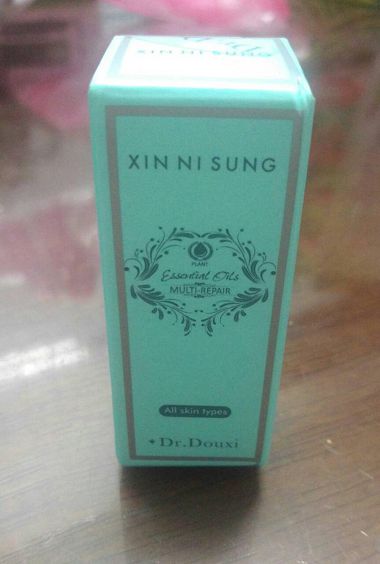 XIN NI SUNG
XIN NI SUNG
PLANT
Essential Oils
MULTI-REPAIR
All skin types
Dr.Douxi